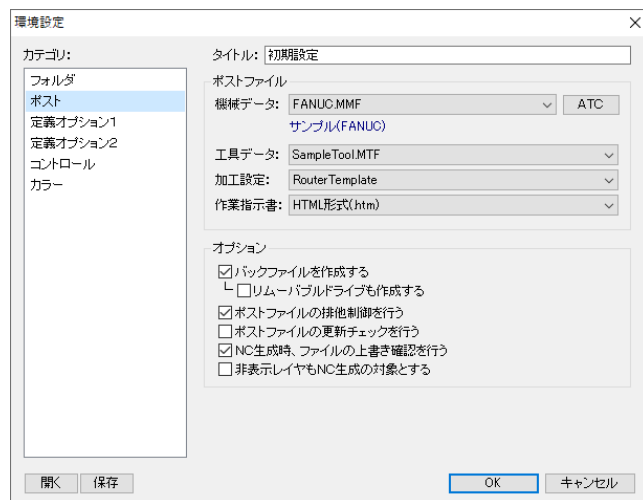 環境設定
カテゴリ:
フォルダ
ポスト
定義オプション1
定義オプション2
コントロール
カラー
タイトル: 初期設定
ポストファイル
機械データ: FANUC.MMF ATC
サンプル(FANUC)
工具データ: SampleTool.MTF
加工設定: RouterTemplate
作業指示書: HTML形式(.htm)
オプション
バックファイルを作成する
リムーバブルドライブも作成する
ポストファイルの排他制御を行う
ポストファイルの更新チェックを行う
NC生成時、ファイルの上書き確認を行う
非表示レイヤもNC生成の対象とする
開く 保存 OK キャンセル